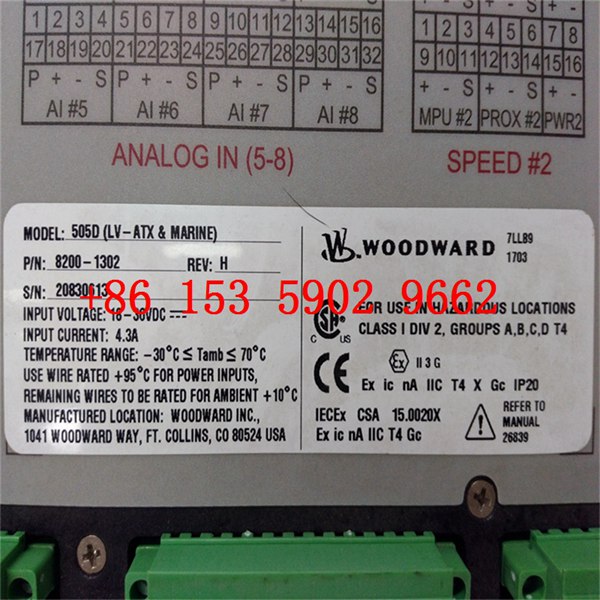 1 2 3 4 5 6 7 8 9 10 11 12 13 14 15 16
17 18 19 20 21 22 23 24 25 26 27 28 29 30 31 32
P + - S P + - S P + - S P + - S
AI #5 AI #6 AI #7 AI #8
ANALOG IN (5-8)
1 2 3 4 5 6 7 8
9 10 11 12 13 14 15 16
+ - S + - S + -
MPU #2 PROX #2 PWR2
SPEED #2
MODEL: 505D (LV-ATX & MARINE)
P/N: 8200-1302 REV: H
S/N: 20830613
INPUT VOLTAGE: 18-36VDC
INPUT CURRENT: 4.3A
TEMPERATURE RANGE: -30°C ≤ Tamb ≤ 70°C
USE WIRE RATED +95°C FOR POWER INPUTS,
REMAINING WIRES TO BE RATED FOR AMBIENT +10°C
MANUFACTURED LOCATION: WOODWARD INC.,
1041 WOODWARD WAY, FT. COLLINS, CO 80524 USA
WOODWARD
7LL89
1703
+86 153 5902 9662
FOR USE IN HAZARDOUS LOCATIONS
CLASS I DIV 2, GROUPS A,B,C,D T4
C US
CE
Ex II 3 G
Ex ic nA IIC T4 X Gc IP20
IECEx CSA 15.0020X
Ex ic nA IIC T4 Gc
REFER TO
MANUAL
26839